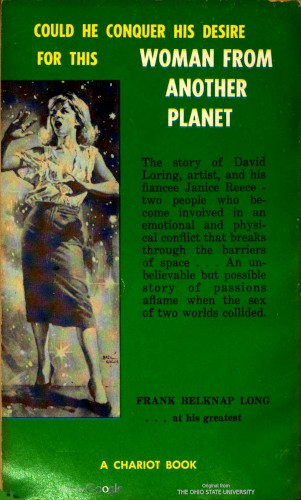 COULD HE CONQUER HIS DESIRE
FOR THIS WOMAN FROM
ANOTHER
PLANET
The story of David
Loring, artist, and his
fiancee Janice Reece -
two people who be-
come involved in an
emotional and physi-
cal conflict that breaks
through the barriers
of space . . . An un-
believable but possible
story of passions
aflame when the sex
of two worlds collided.
FRANK BELKNAP LONG
. . . at his greatest
A CHARIOT BOOK
Google
Original from
THE OHIO STATE UNIVERSITY